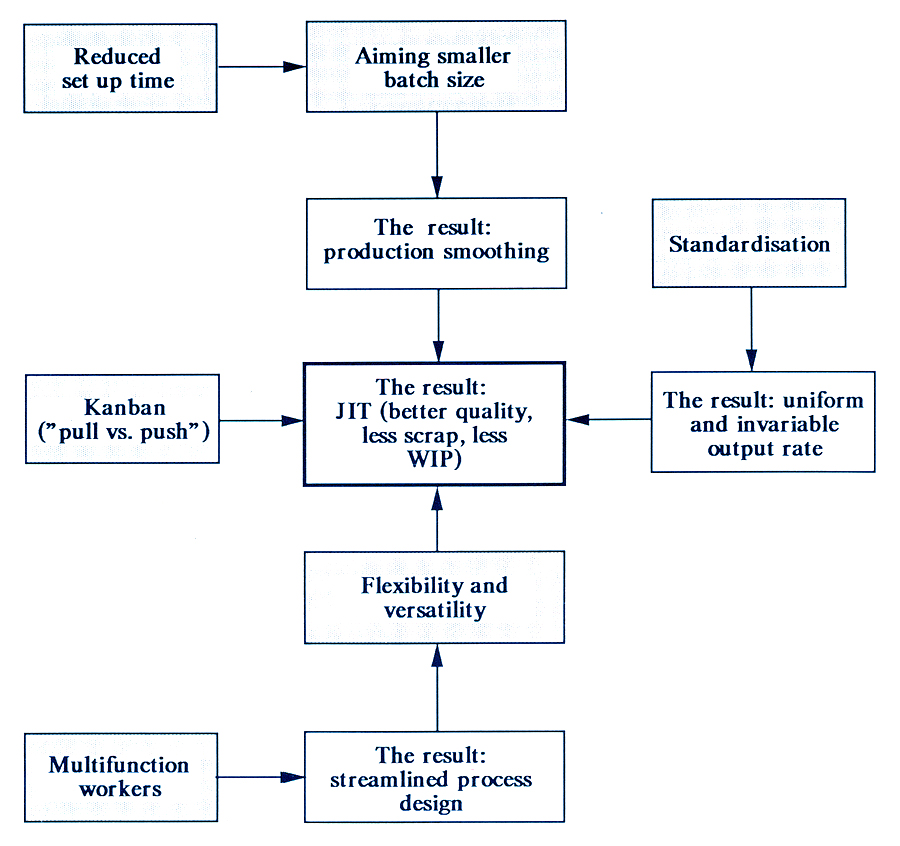 Reduced
set up time
Aiming smaller
batch size
The result:
production smoothing
Standardisation
Kanban
("pull vs. push")
The result:
JIT (better quality,
less scrap, less
WIP)
The result: uniform
and invariable
output rate
Flexibility and
versatility
Multifunction
workers
The result:
streamlined process
design